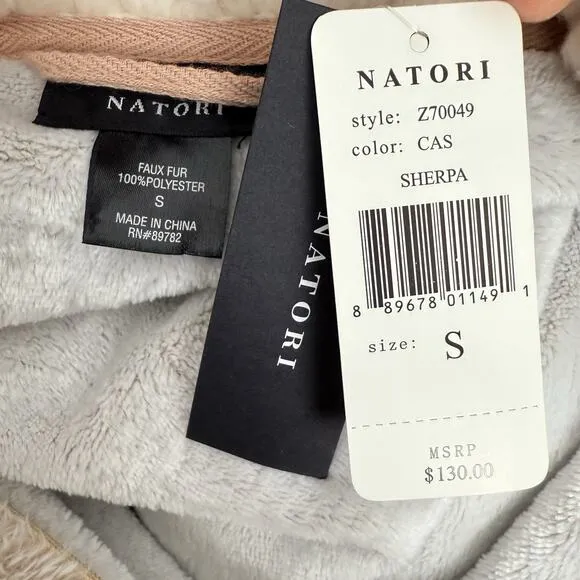 NATORI
FAUX FUR
100%POLYESTER
S
MADE IN CHINA
RN#89782
NATORI
NATORI
style: Z70049
color: CAS
SHERPA
8 89678 01149 1
size: S
MSRP
$130.00